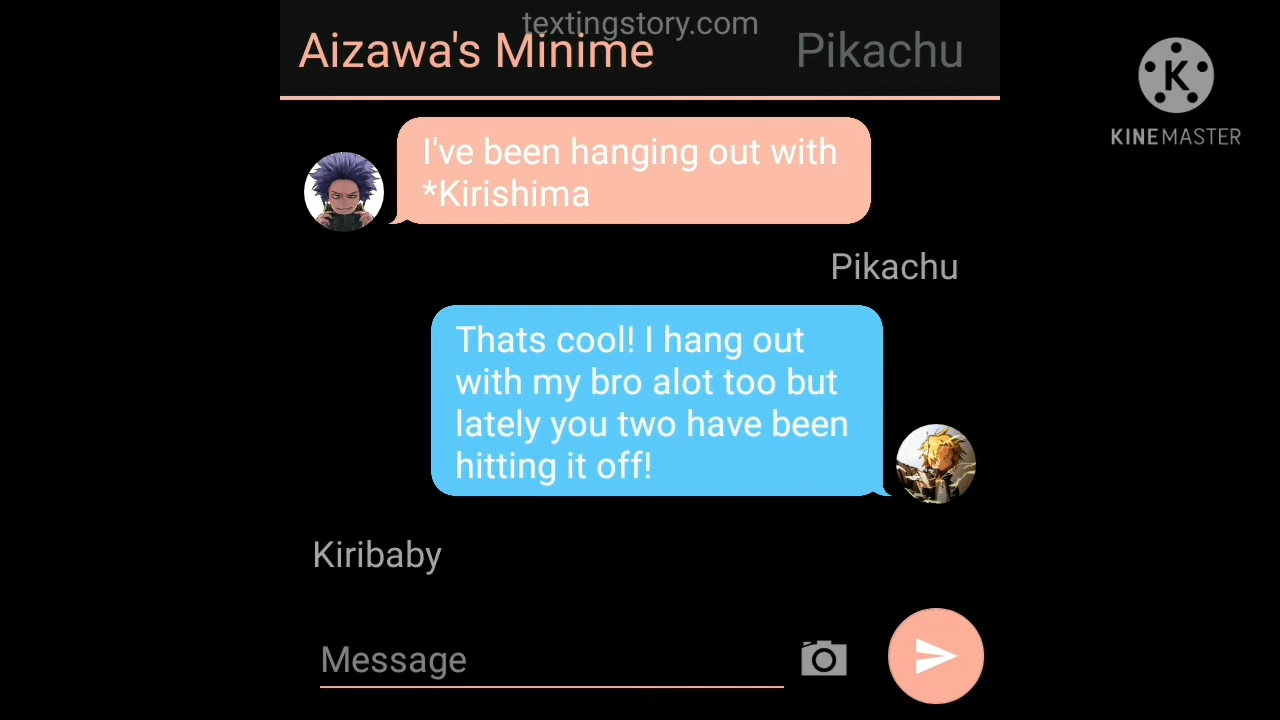 textingstory.com
Aizawa's Minime
Pikachu
K
KINEMASTER
I've been hanging out with
*Kirishima
Pikachu
Thats cool! I hang out
with my bro alot too but
lately you two have been
hitting it off!
Kiribaby
Message